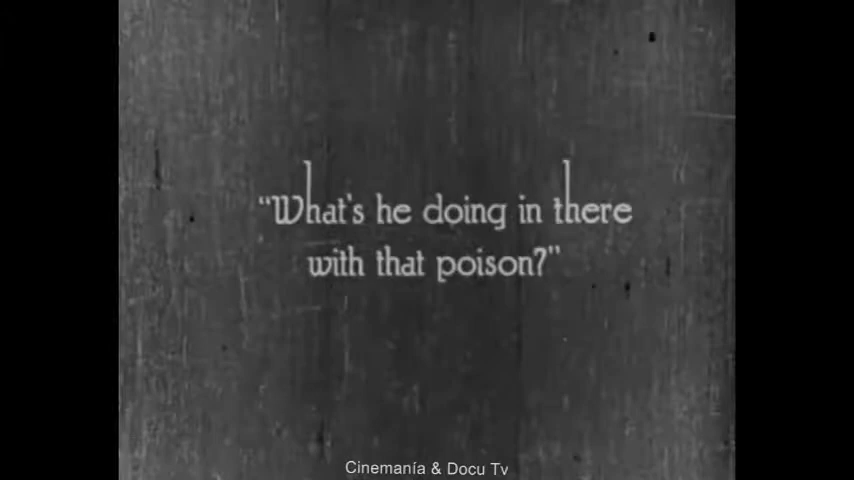 “What's he doing in there
with that poison?”
Cinemanía & Docu Tv